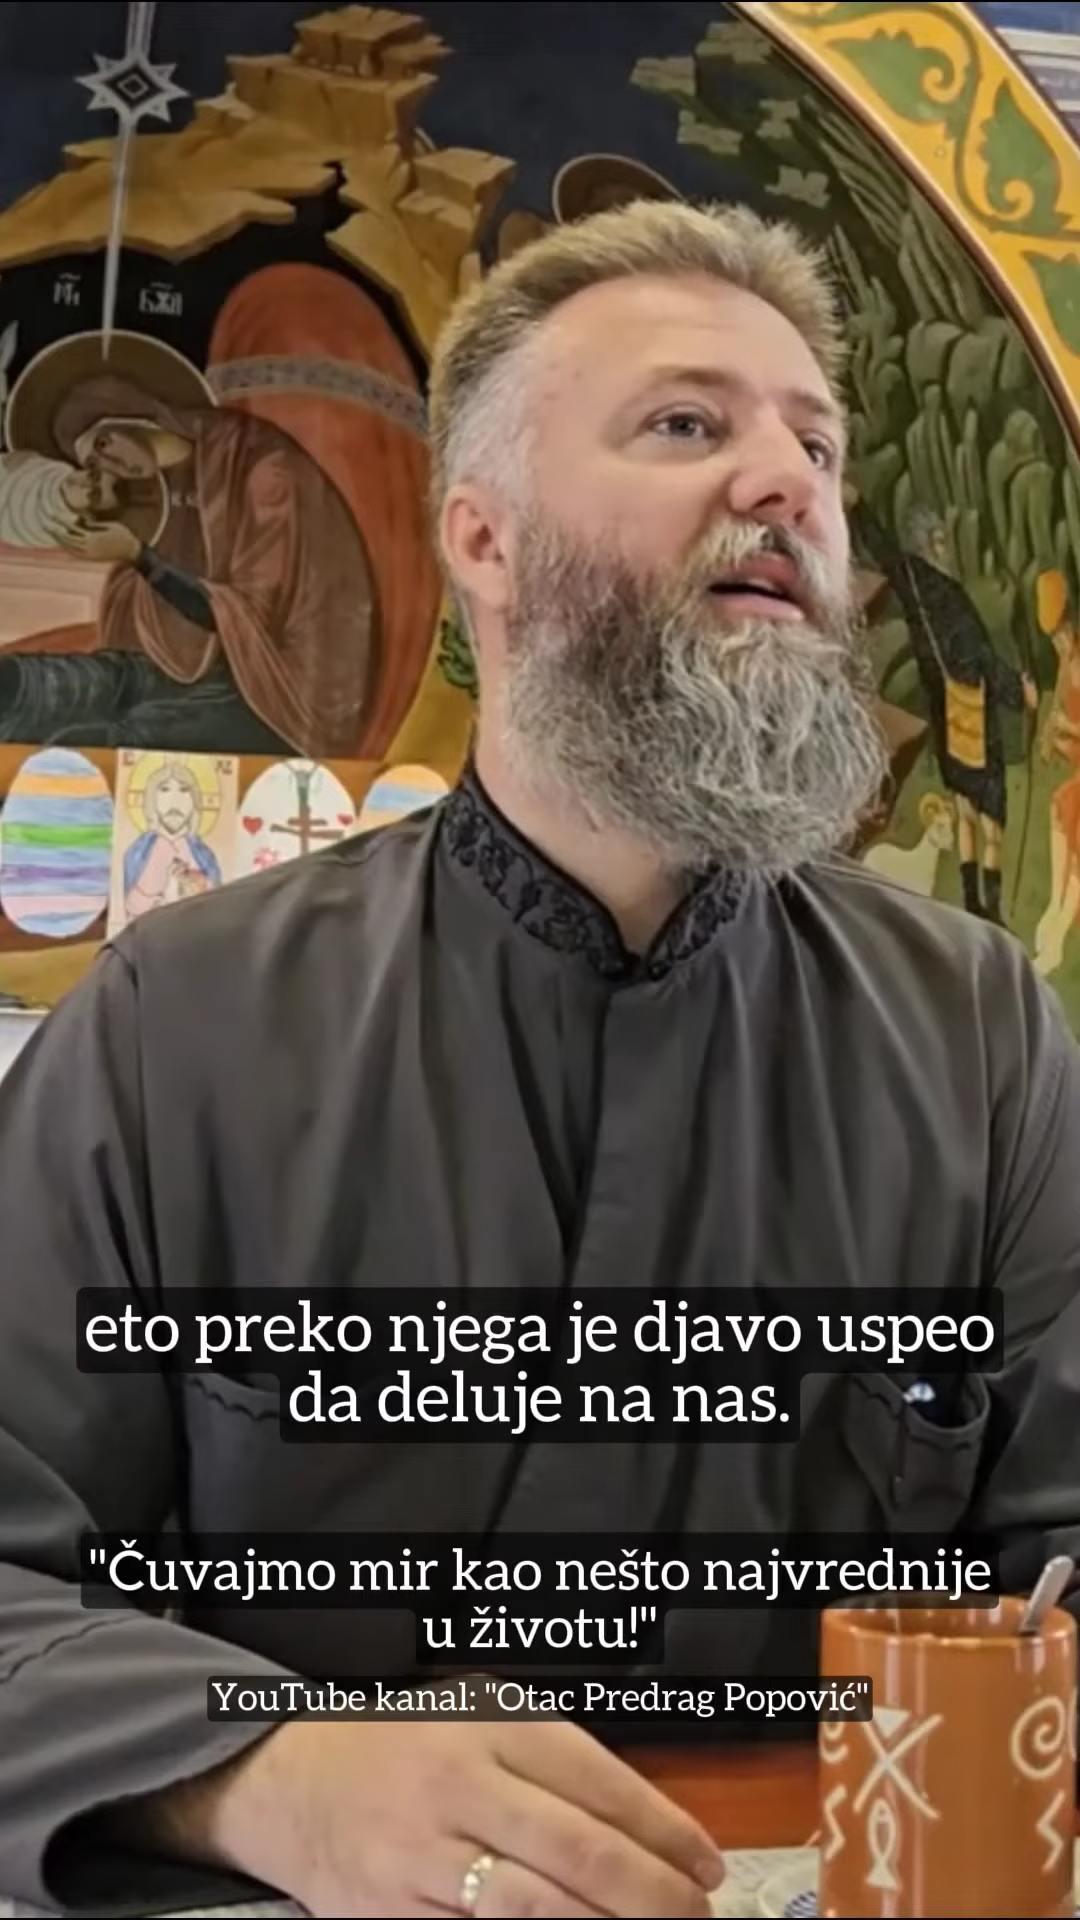 eto preko njega je djavo uspeo
da deluje na nas.
"Čuvajmo mir kao nešto najvrednije
u životu!"
YouTube kanal: "Otac Predrag Popović"